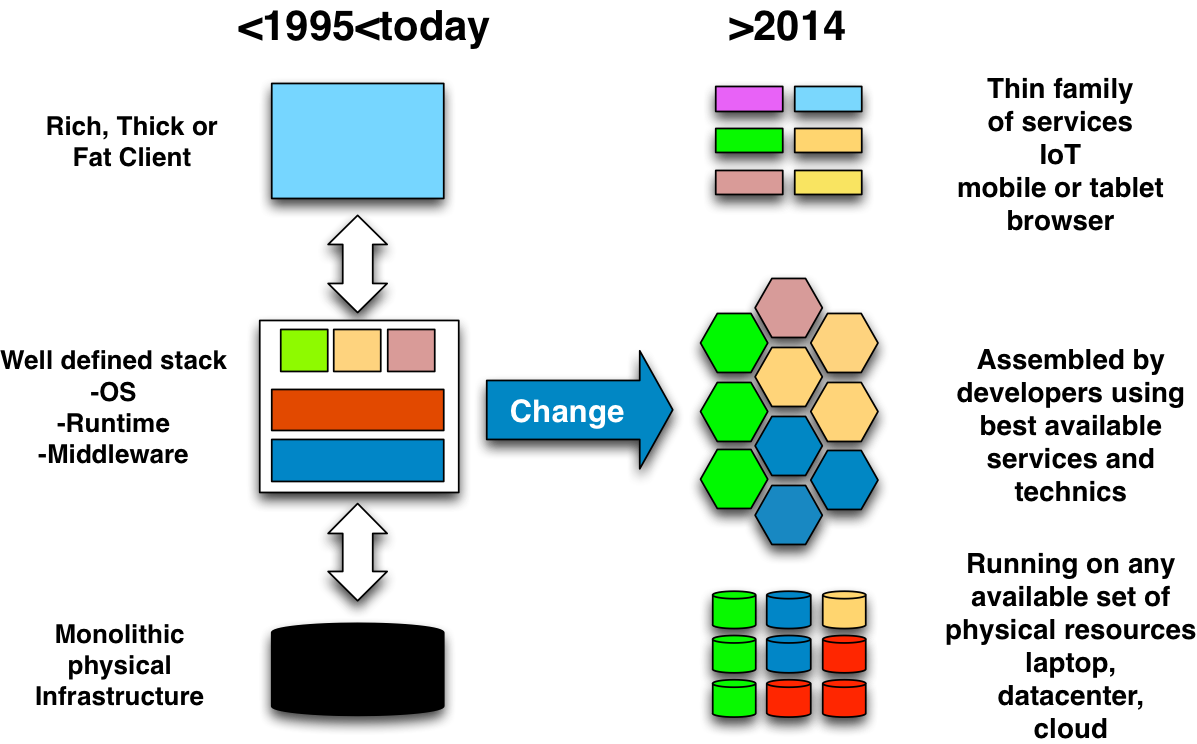 <1995<today
>2014
Rich, Thick or
Fat Client
Thin family
of services
IoT
mobile or tablet
browser
Well defined stack
-OS
-Runtime
-Middleware
Change
Assembled by
developers using
best available
services and
technics
Monolithic
physical
Infrastructure
Running on any
available set of
physical resources
laptop,
datacenter,
cloud